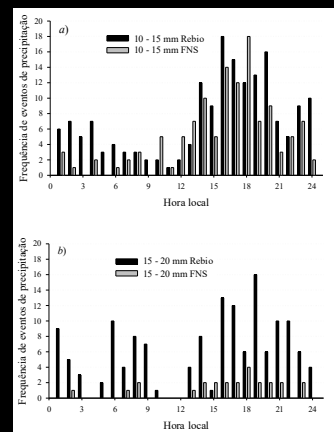 a)
10 - 15 mm Rebio
10 - 15 mm FNS
Frequência de eventos de precipitação
20
18
16
14
12
10
8
6
4
2
0
0 3 6 9 12 15 18 21 24
Hora local
b)
15 - 20 mm Rebio
15 - 20 mm FNS
Frequência de eventos de precipitação
20
18
16
14
12
10
8
6
4
2
0
0 3 6 9 12 15 18 21 24
Hora local